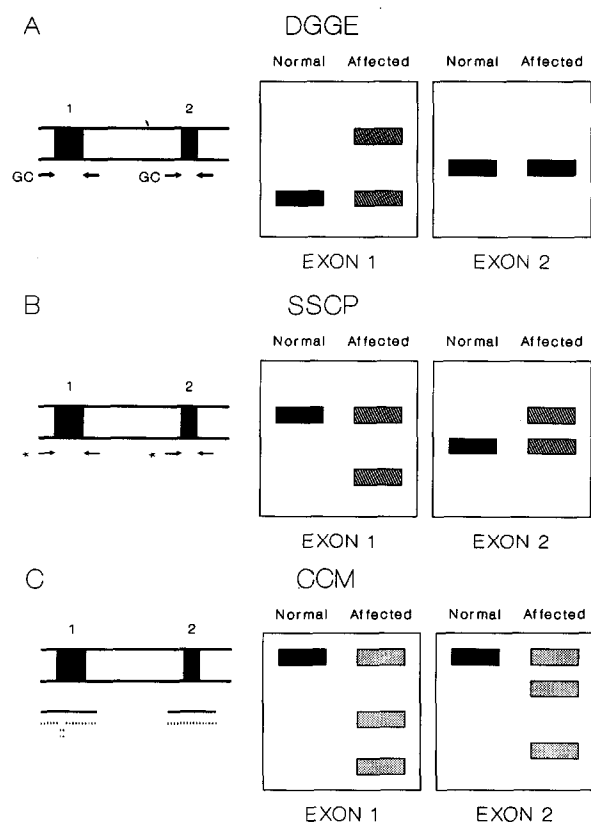 A
DGGE
Normal Affected
Normal Affected
1 2
GC GC
EXON 1
EXON 2
B
SSCP
Normal Affected
Normal Affected
1 2
* *
EXON 1
EXON 2
C
CCM
Normal Affected
Normal Affected
1 2
EXON 1
EXON 2